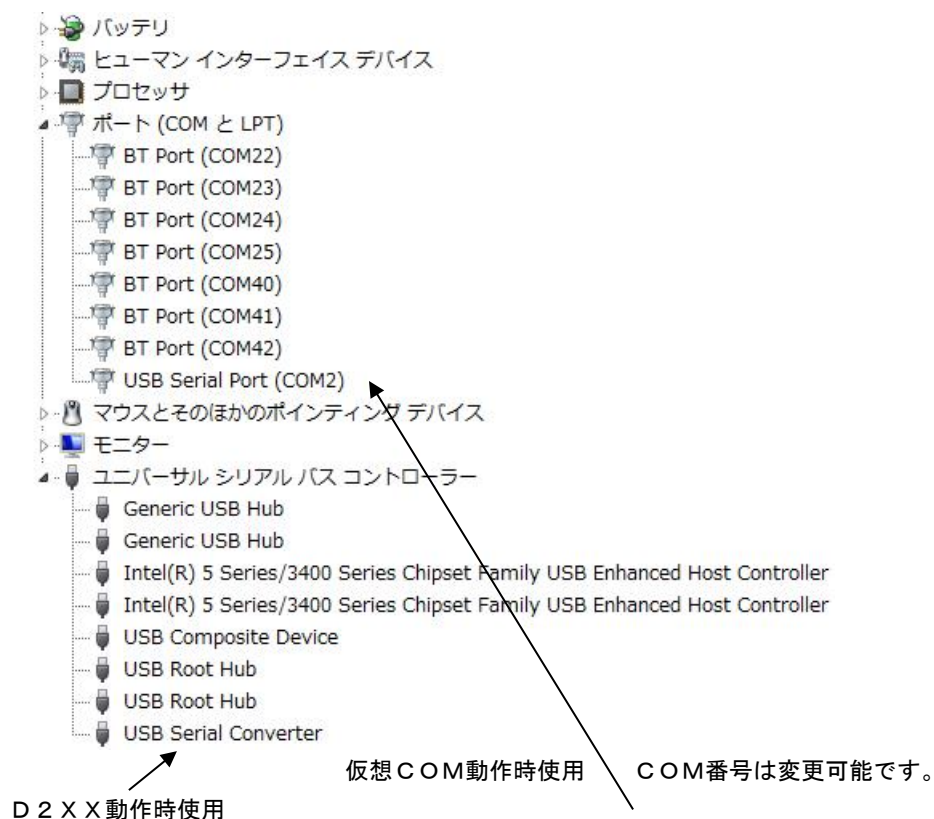 バッテリ
ヒューマン インターフェイス デバイス
プロセッサ
ポート (COM と LPT)
BT Port (COM22)
BT Port (COM23)
BT Port (COM24)
BT Port (COM25)
BT Port (COM40)
BT Port (COM41)
BT Port (COM42)
USB Serial Port (COM2)
マウスとそのほかのポインティング デバイス
モニター
ユニバーサル シリアル バス コントローラー
Generic USB Hub
Generic USB Hub
Intel(R) 5 Series/3400 Series Chipset Family USB Enhanced Host Controller
Intel(R) 5 Series/3400 Series Chipset Family USB Enhanced Host Controller
USB Composite Device
USB Root Hub
USB Root Hub
USB Serial Converter
仮想ＣＯＭ動作時使用　ＣＯＭ番号は変更可能です。
Ｄ２ＸＸ動作時使用